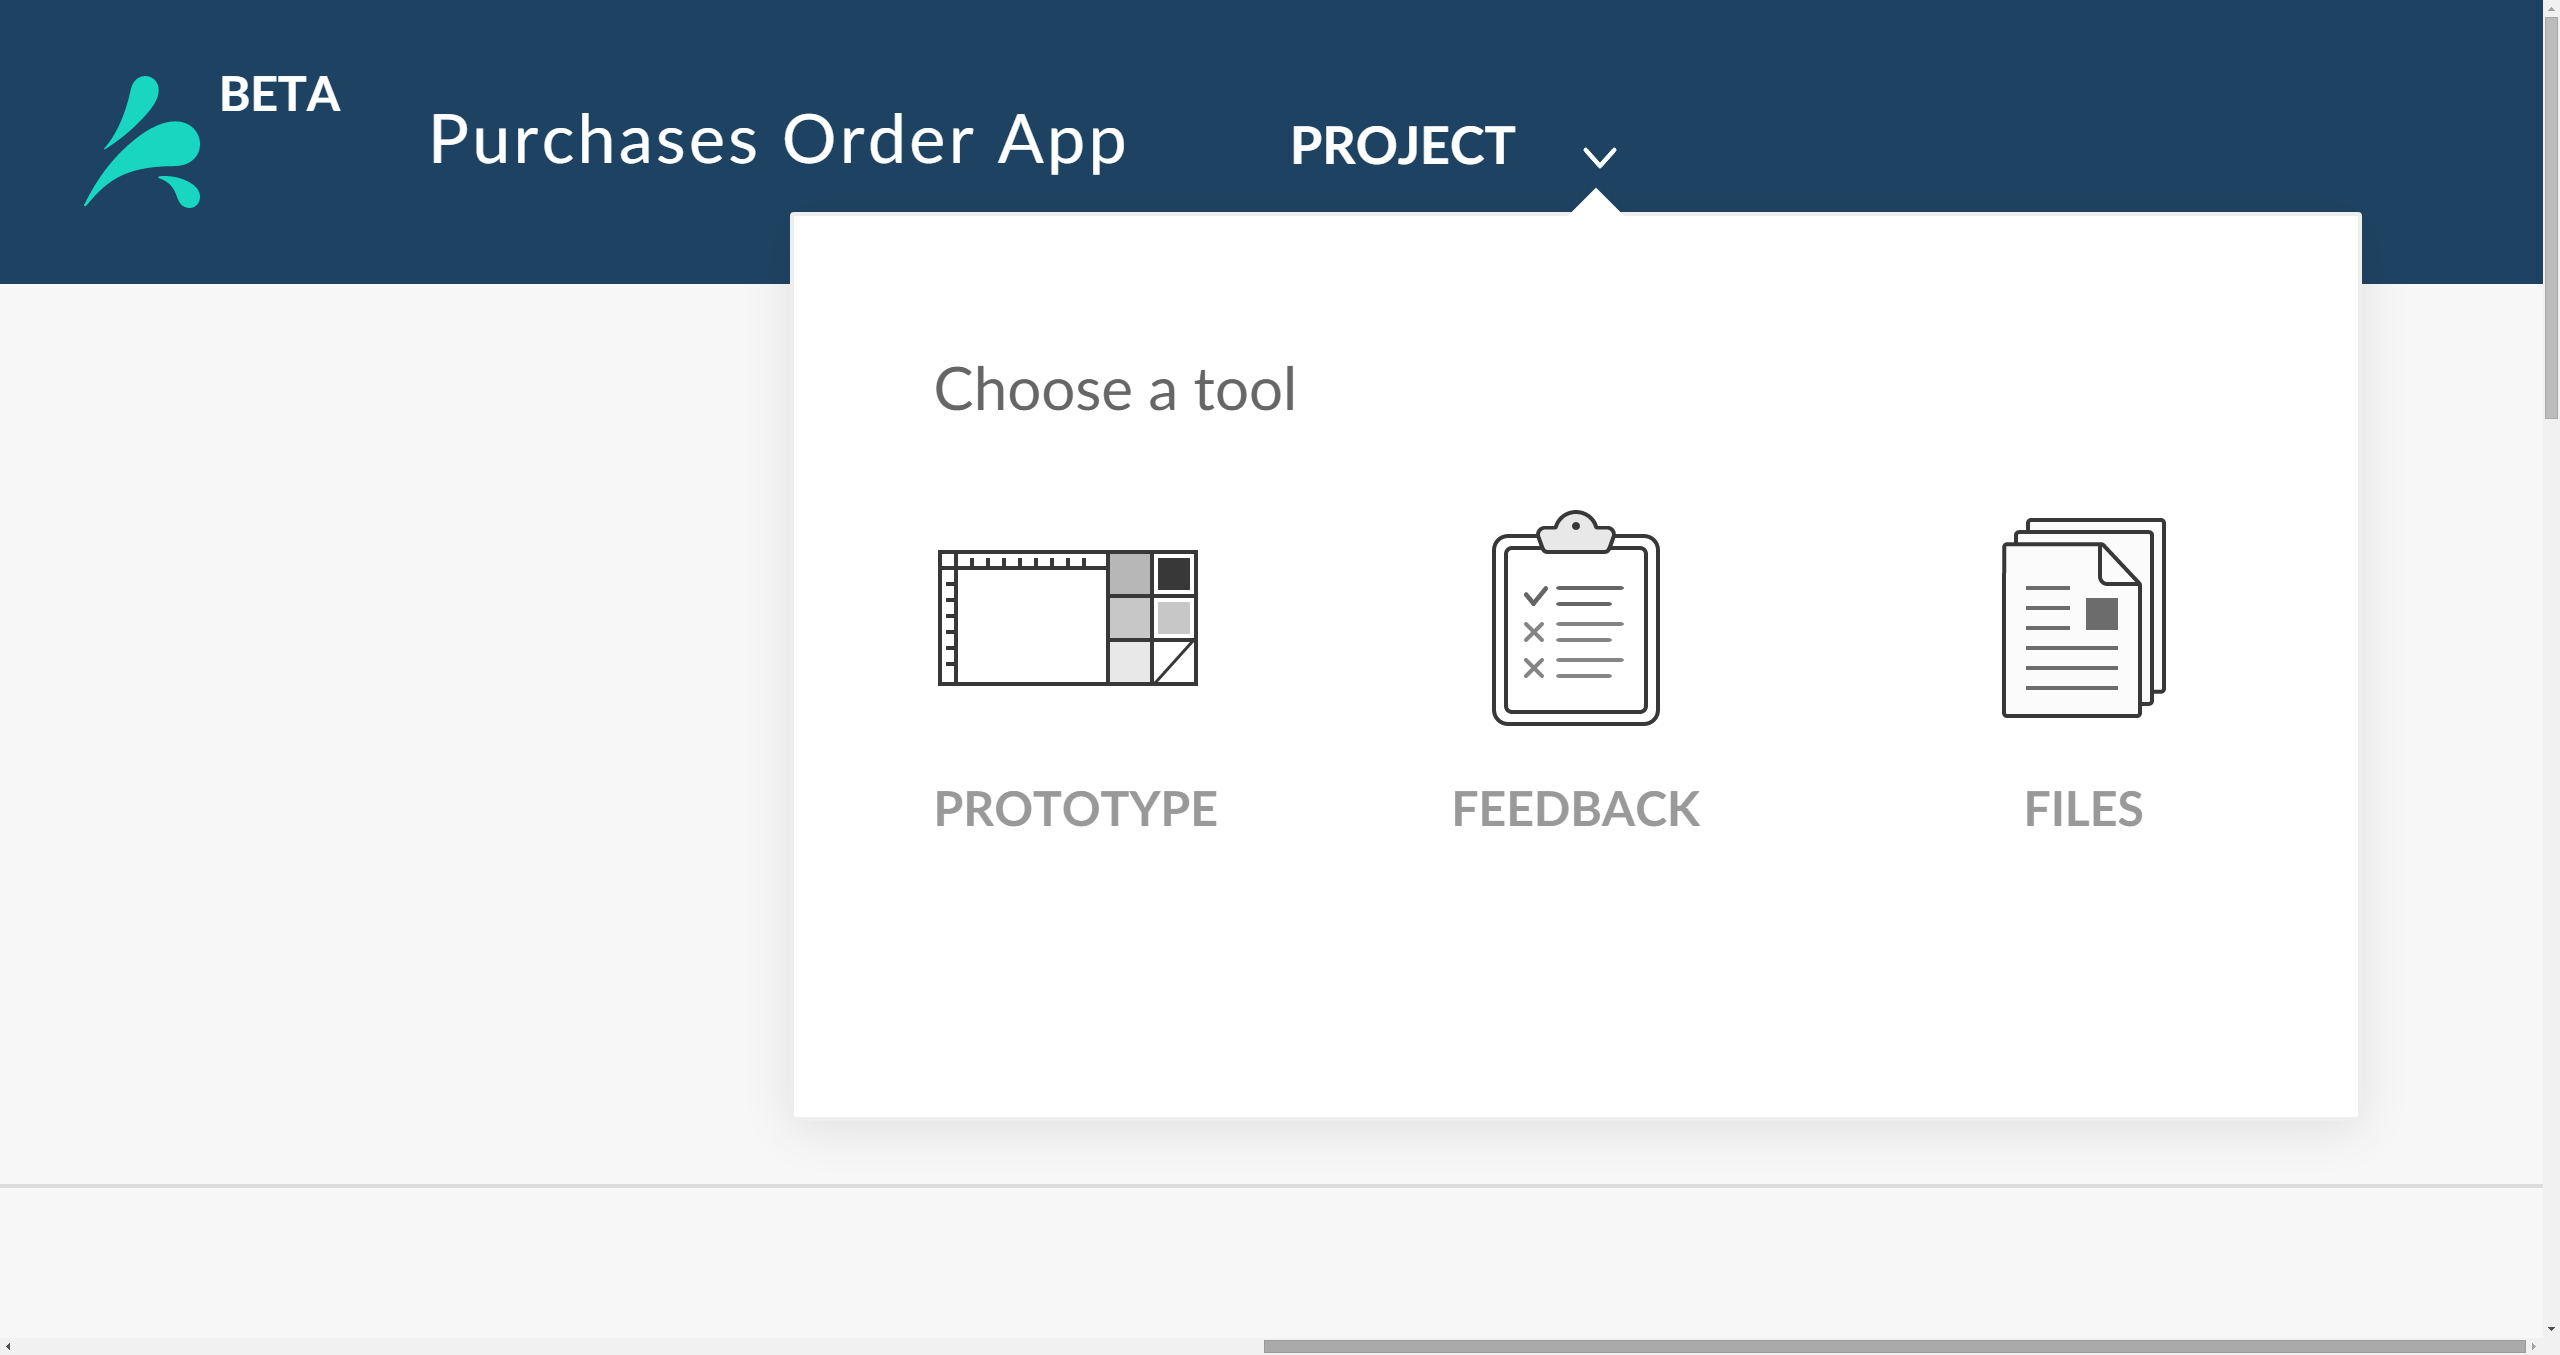 BETA
Purchases Order App
PROJECT
Choose a tool
PROTOTYPE
FEEDBACK
FILES